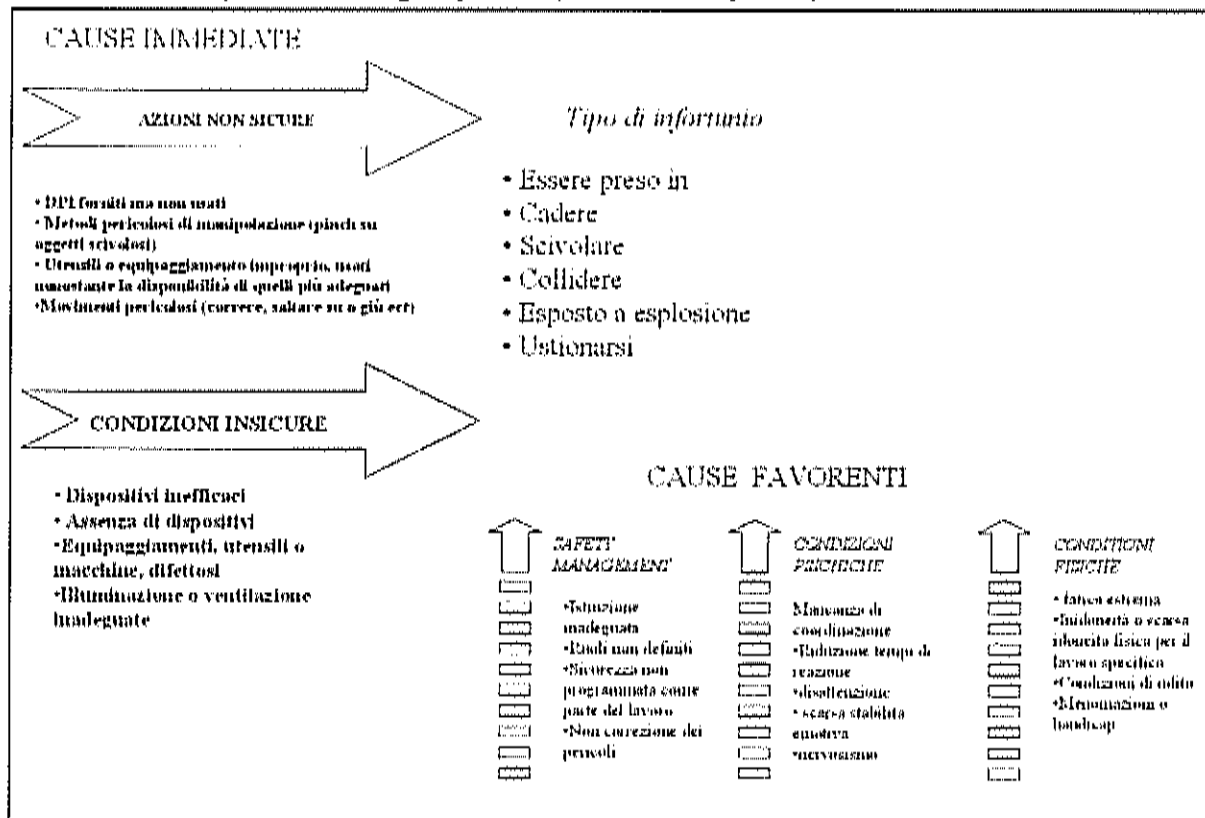 CAUSE IMMEDIATE
AZIONI NON SICURE
• DPI forniti ma non usati
• Metodi pericolosi di manipolazione (pinch su
oggetti scivolosi)
• Utensili o equipaggiamento improprio, usati
nonostante la disponibilità di quelli più adeguati
•Movimenti pericolosi (correre, saltare su o giù ect)
Tipo di infortunio
• Essere preso in
• Cadere
• Scivolare
• Collidere
• Esposto a esplosione
• Ustionarsi
CONDIZIONI INSICURE
• Dispositivi inefficaci
• Assenza di dispositivi
•Equipaggiamenti, utensili o
macchine, difettosi
•Illuminazione o ventilazione
inadeguate
CAUSE FAVORENTI
SAFETY
MANAGEMENT
•Istruzione
inadeguata
•Ruoli non definiti
•Sicurezza non
programmata come
parte del lavoro
•Non correzione dei
pericoli
CONDIZIONI
PSICHICHE
Mancanza di
coordinazione
•Riduzione tempi di
reazione
•disattenzione
• scarsa stabilità
emotiva
•nervosismo
CONDITIONI
FISICHE
• fatica estrema
•Inidoneità o scarsa
idoneità fisica per il
lavoro specifico
•Condizioni di udito
•Menomazioni o
handicap